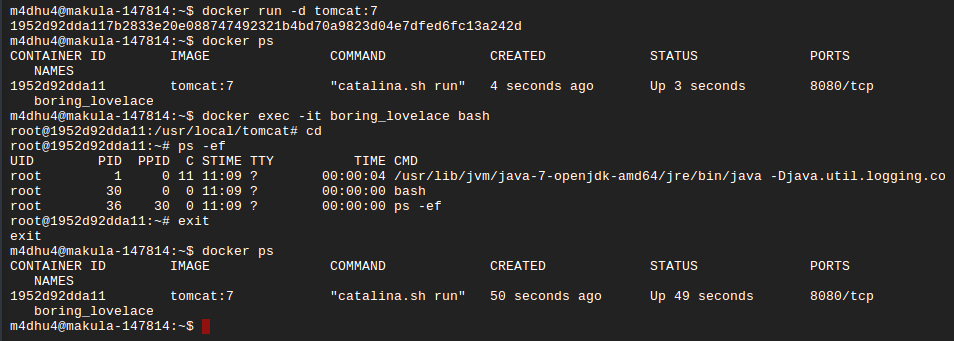 m4dhu4@makula-147814:~$ docker run -d tomcat:7
1952d92dda117b2833e20e088747492321b4bd70a9823d04e7dfed6fc13a242d
m4dhu4@makula-147814:~$ docker ps
CONTAINER ID        IMAGE               COMMAND             CREATED             STATUS              PORTS
   NAMES
1952d92dda11        tomcat:7            "catalina.sh run"   4 seconds ago       Up 3 seconds        8080/tcp
   boring_lovelace
m4dhu4@makula-147814:~$ docker exec -it boring_lovelace bash
root@1952d92dda11:/usr/local/tomcat# cd
root@1952d92dda11:~# ps -ef
UID        PID  PPID  C STIME TTY          TIME CMD
root         1     0 11 11:09 ?        00:00:04 /usr/lib/jvm/java-7-openjdk-amd64/jre/bin/java -Djava.util.logging.co
root        30     0  0 11:09 ?        00:00:00 bash
root        36    30  0 11:09 ?        00:00:00 ps -ef
root@1952d92dda11:~# exit
exit
m4dhu4@makula-147814:~$ docker ps
CONTAINER ID        IMAGE               COMMAND             CREATED             STATUS              PORTS
   NAMES
1952d92dda11        tomcat:7            "catalina.sh run"   50 seconds ago      Up 49 seconds       8080/tcp
   boring_lovelace
m4dhu4@makula-147814:~$